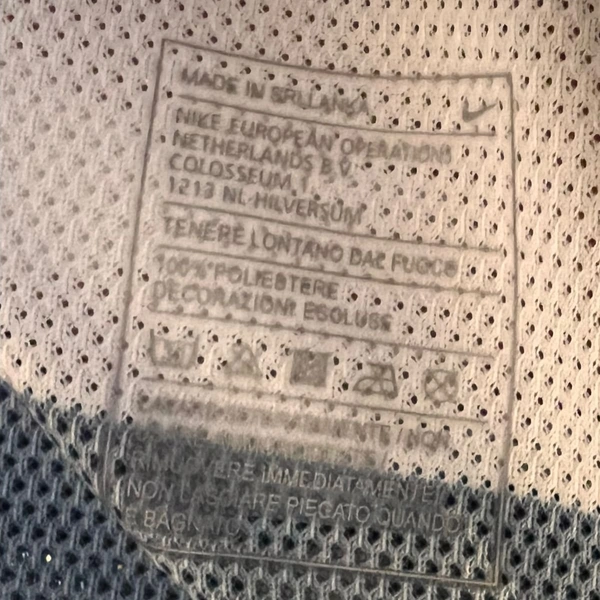 MADE IN SRI LANKA
NIKE EUROPEAN OPERATIONS
NETHERLANDS B.V.
COLOSSEUM 1
1213 NL HILVERSUM
TENERE LONTANO DAL FUOCO
100% POLIESTERE
DECORAZIONI ESCLUSE
RIMUOVERE IMMEDIATAMENTE
NON LASCIARE PIEGATO QUANDO
E BAGNATO